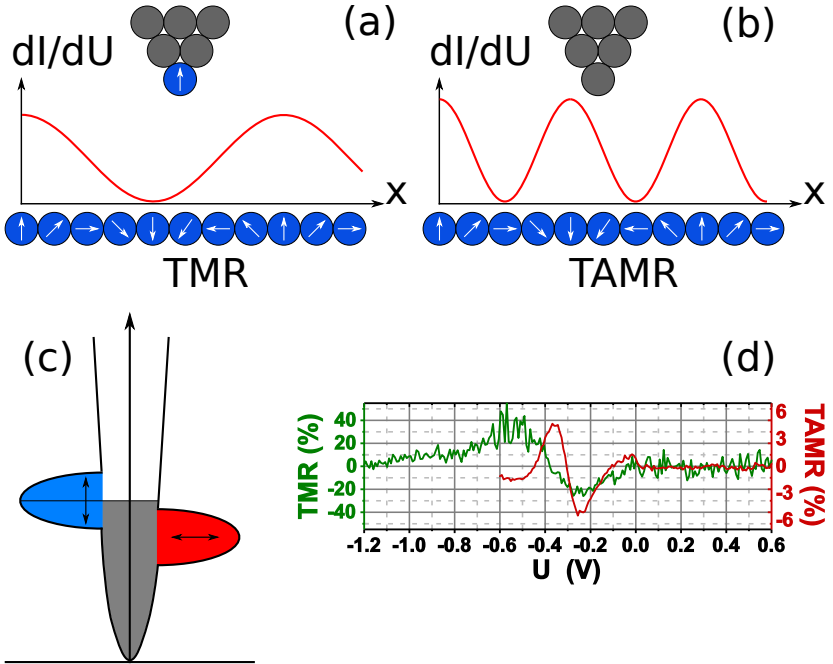 (a)
dI/dU
x
TMR
(b)
dI/dU
x
TAMR
(c)
(d)
TMR (%)
40
20
0
-20
-40
TAMR (%)
6
3
0
-3
-6
-1.2 -1.0 -0.8 -0.6 -0.4 -0.2 0.0 0.2 0.4 0.6
U (V)